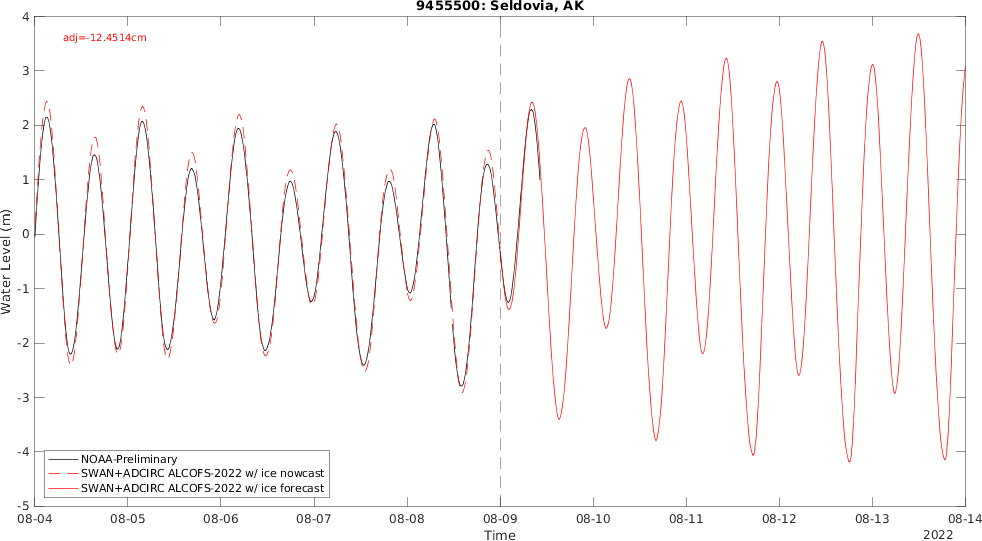 9455500: Seldovia, AK
adj=-12.4514cm
4
3
2
1
0
-1
-2
-3
-4
-5
Water Level (m)
NOAA-Preliminary
SWAN+ADCIRC ALCOFS-2022 w/ ice nowcast
SWAN+ADCIRC ALCOFS-2022 w/ ice forecast
08-04 08-05 08-06 08-07 08-08 08-09 08-10 08-11 08-12 08-13 08-14
Time
2022